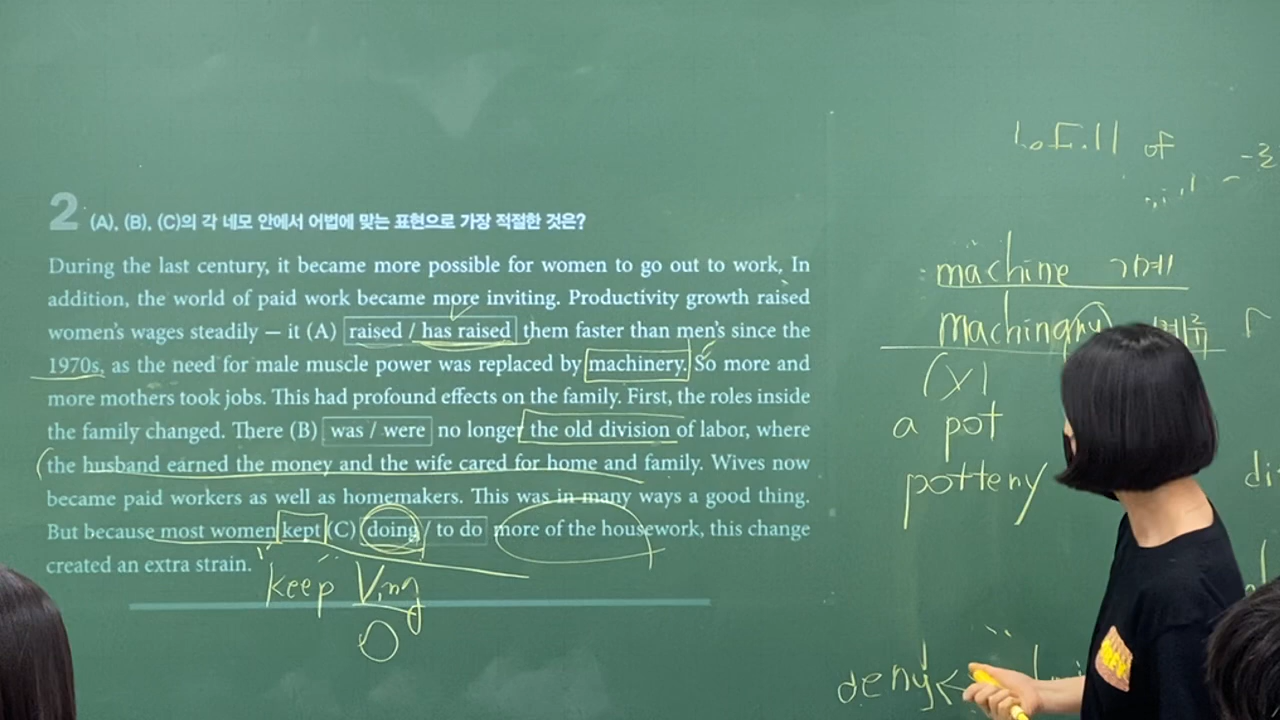 2 (A), (B), (C)의 각 네모 안에서 어법에 맞는 표현으로 가장 적절한 것은?
During the last century, it became more possible for women to go out to work, In
addition, the world of paid work became more inviting. Productivity growth raised
women's wages steadily – it (A) raised / has raised them faster than men's since the
1970s, as the need for male muscle power was replaced by machinery. So more and
more mothers took jobs. This had profound effects on the family. First, the roles inside
the family changed. There (B) was / were no longer the old division of labor, where
the husband earned the money and the wife cared for home and family. Wives now
became paid workers as well as homemakers. This was in many ways a good thing.
But because most women kept (C) doing / to do more of the housework, this change
created an extra strain.
keep Ving
O
of
machine 기계
(X)
a pot
pottery
deny <